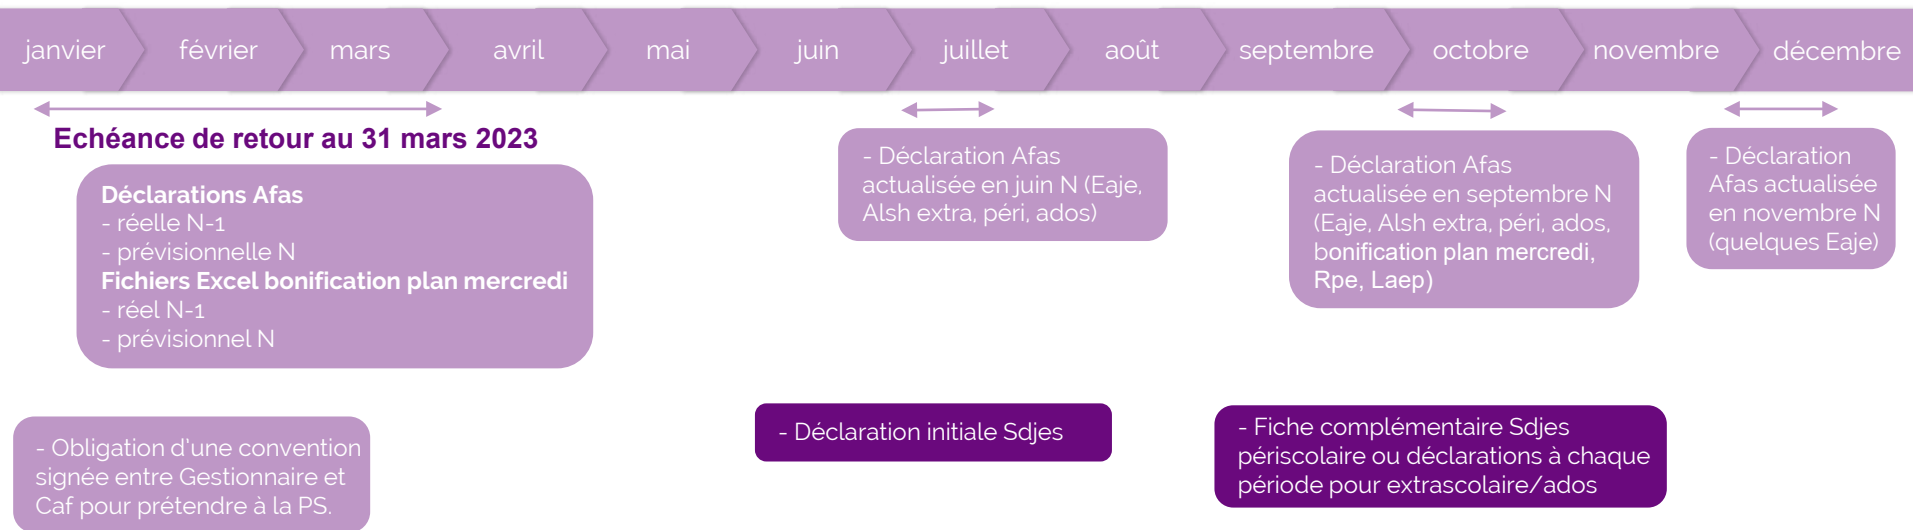 janvier
février
mars
avril
mai
juin
juillet
août
septembre
octobre
novembre
décembre
Echéance de retour au 31 mars 2023
Déclarations Afas
- réelle N-1
- prévisionnelle N
Fichiers Excel bonification plan mercredi
- réel N-1
- prévisionnel N
- Déclaration Afas
actualisée en juin N (Eaje,
Alsh extra, péri, ados)
- Déclaration Afas
actualisée en septembre N
(Eaje, Alsh extra, péri, ados,
bonification plan mercredi,
Rpe, Laep)
- Déclaration
Afas actualisée
en novembre N
(quelques Eaje)
- Obligation d'une convention
signée entre Gestionnaire et
Caf pour prétendre à la PS.
- Déclaration initiale Sdjes
- Fiche complémentaire Sdjes
périscolaire ou déclarations à chaque
période pour extrascolaire/ados